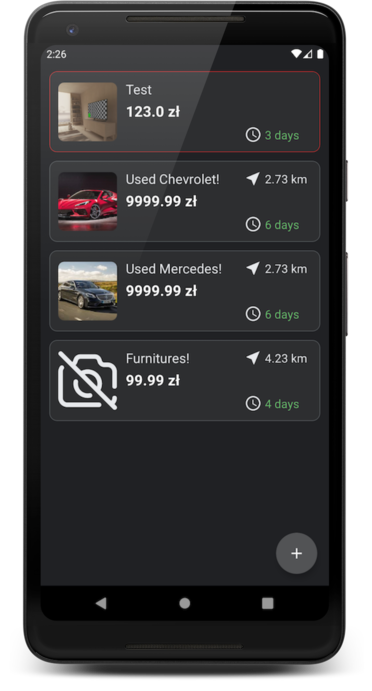 2:26
Test
123.0 zł
3 days
Used Chevrolet!
2.73 km
9999.99 zł
6 days
Used Mercedes!
2.73 km
9999.99 zł
6 days
Furnitures!
4.23 km
99.99 zł
4 days